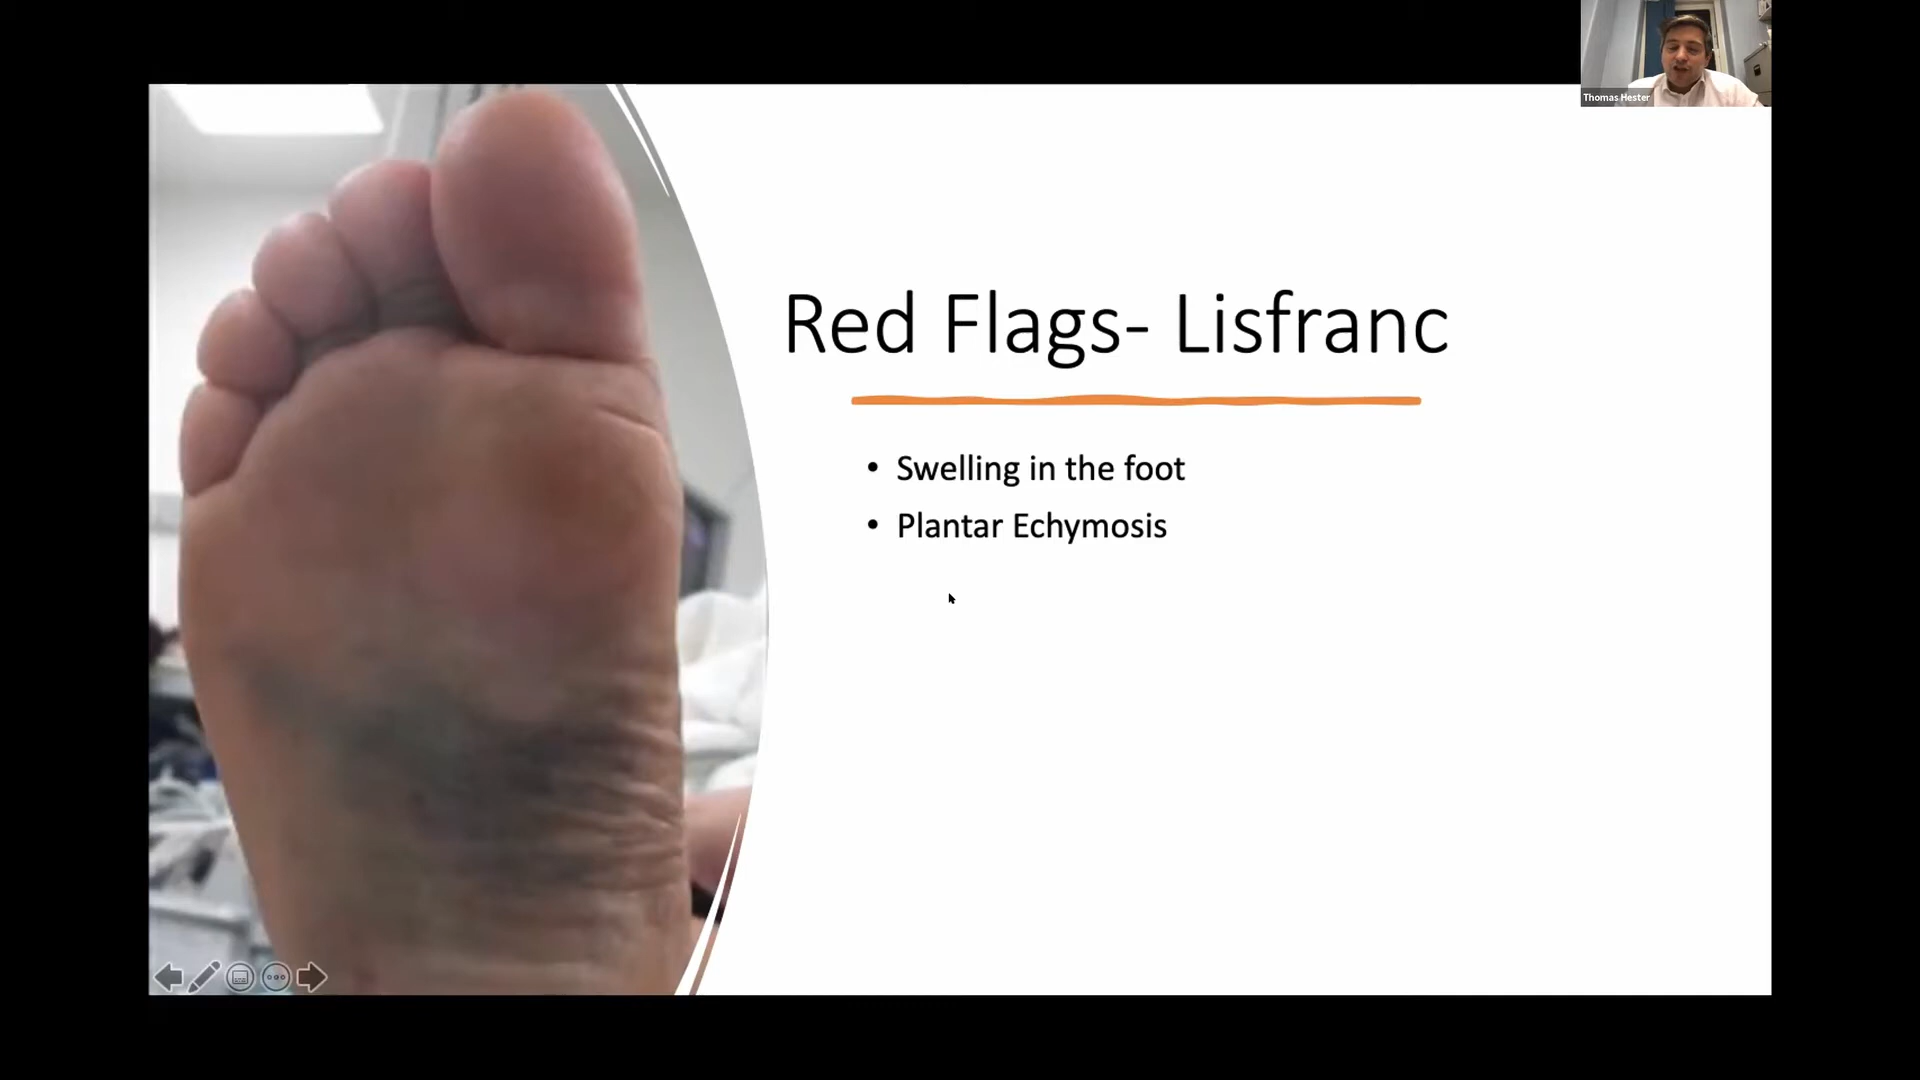 Thomas Hester
Red Flags- Lisfranc
• Swelling in the foot
• Plantar Echymosis